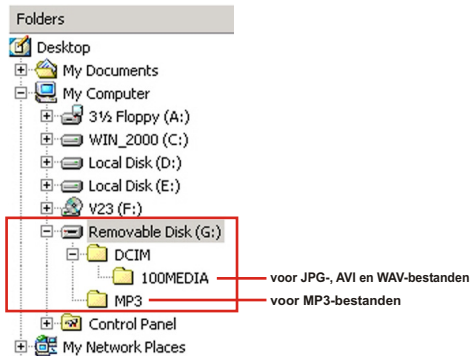 Folders
Desktop
My Documents
My Computer
3½ Floppy (A:)
WIN_2000 (C:)
Local Disk (D:)
Local Disk (E:)
V23 (F:)
Removable Disk (G:)
DCIM
100MEDIA voor JPG-, AVI en WAV-bestanden
MP3 voor MP3-bestanden
Control Panel
My Network Places